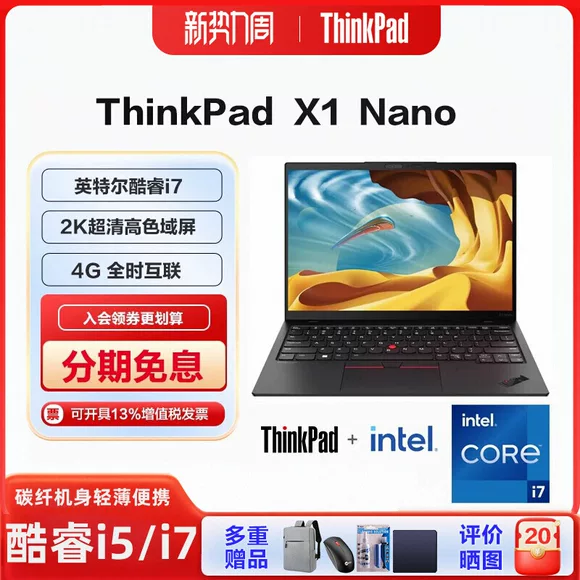 新势力周 ThinkPad
ThinkPad X1 Nano
英特尔酷睿i7
2K超清高色域屏
4G 全时互联
入会领券更划算
分期免息
票 可开具13%增值税发票
ThinkPad + intel.
intel
CORE
i7
碳纤机身轻薄便携
酷睿i5/i7
多重
赠品
评价
晒图
20